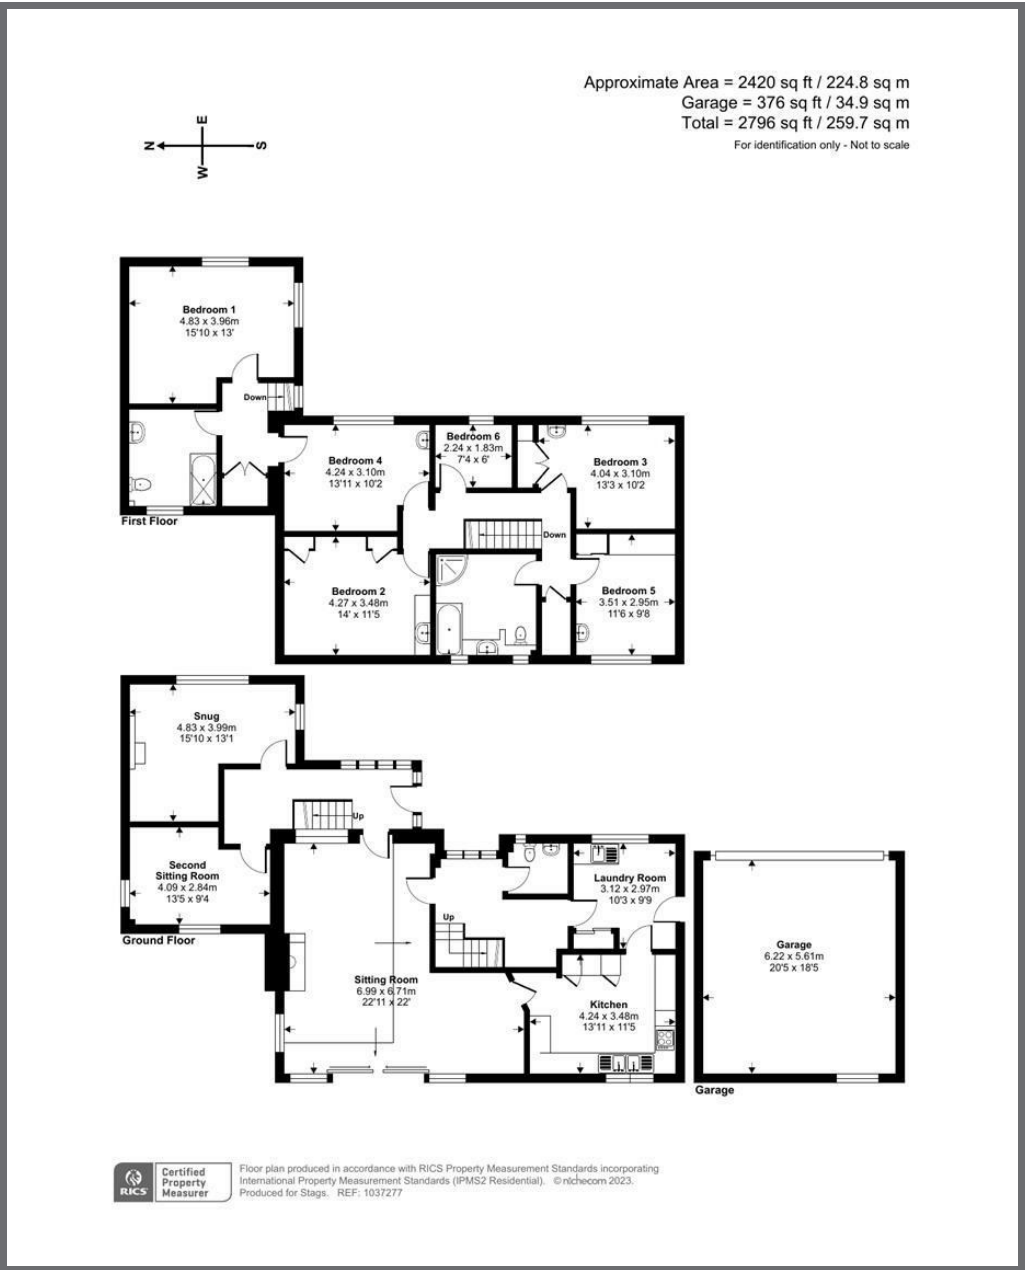 Approximate Area = 2420 sq ft / 224.8 sq m
Garage = 376 sq ft / 34.9 sq m
Total = 2796 sq ft / 259.7 sq m
For identification only - Not to scale
E
N
S
W
Bedroom 1
4.83 x 3.96m
15'10 x 13'
Down
Bedroom 4
4.24 x 3.10m
13'11 x 10'2
Bedroom 6
2.24 x 1.83m
7'4 x 6'
Bedroom 3
4.04 x 3.10m
13'3 x 10'2
First Floor
Down
Bedroom 2
4.27 x 3.48m
14' x 11'5
Bedroom 5
3.51 x 2.95m
11'6 x 9'8
Snug
4.83 x 3.99m
15'10 x 13'1
Up
Second
Sitting Room
4.09 x 2.84m
13'5 x 9'4
Ground Floor
Laundry Room
3.12 x 2.97m
10'3 x 9'9
Up
Sitting Room
6.99 x 6.71m
22'11 x 22'
Kitchen
4.24 x 3.48m
13'11 x 11'5
Garage
6.22 x 5.61m
20'5 x 18'5
Garage
RICS
Certified
Property
Measurer
Floor plan produced in accordance with RICS Property Measurement Standards incorporating
International Property Measurement Standards (IPMS2 Residential). © nichecom 2023.
Produced for Stags. REF: 1037277